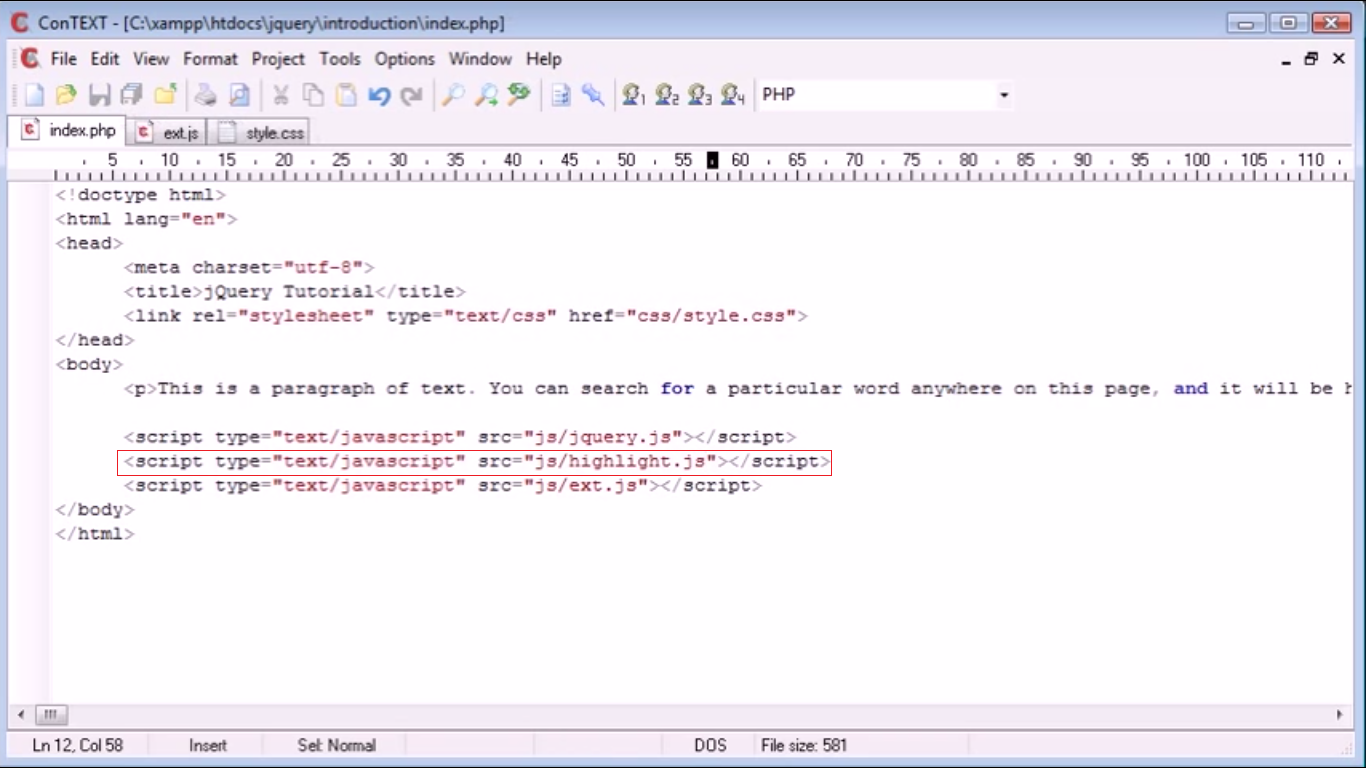 ConTEXT - [C:\xampp\htdocs\jquery\introduction\index.php]
File Edit View Format Project Tools Options Window Help
1 2 3 4 PHP
index.php ext.js style.css
5 10 15 20 25 30 35 40 45 50 55 60 65 70 75 80 85 90 95 100 105 110
<!doctype html>
<html lang="en">
<head>
<meta charset="utf-8">
<title>jQuery Tutorial</title>
<link rel="stylesheet" type="text/css" href="css/style.css">
</head>
<body>
<p>This is a paragraph of text. You can search for a particular word anywhere on this page, and it will be h
<script type="text/javascript" src="js/jquery.js"></script>
<script type="text/javascript" src="js/highlight.js"></script>
<script type="text/javascript" src="js/ext.js"></script>
</body>
</html>
Ln 12, Col 58 Insert Sel: Normal DOS File size: 581